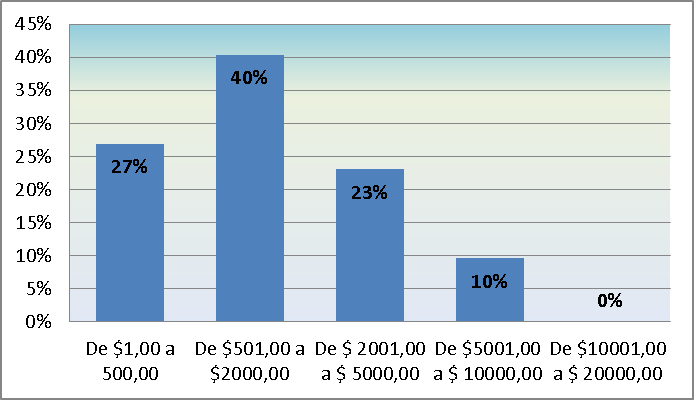 45%
40%
35%
30%
25%
20%
15%
10%
5%
0%
27%
40%
23%
10%
0%
De $1,00 a
500,00
De $501,00 a
$2000,00
De $ 2001,00
a $ 5000,00
De $5001,00
a $ 10000,00
De $10001,00
a $ 20000,00